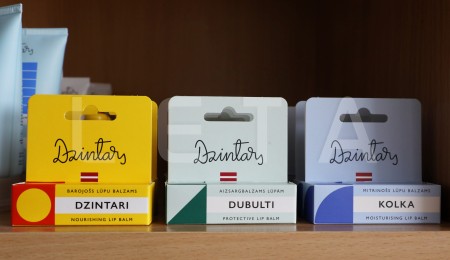 LETA
Dzintars
BAROJOŠS LŪPU BALZAMS
DZINTARI
NOURISHING LIP BALM
Dzintars
AIZSARGBALZAMS LŪPĀM
DUBULTI
PROTECTIVE LIP BALM
Dzintars
MITRINOŠS LŪPU BALZAMS
KOLKA
MOISTURISING LIP BALM